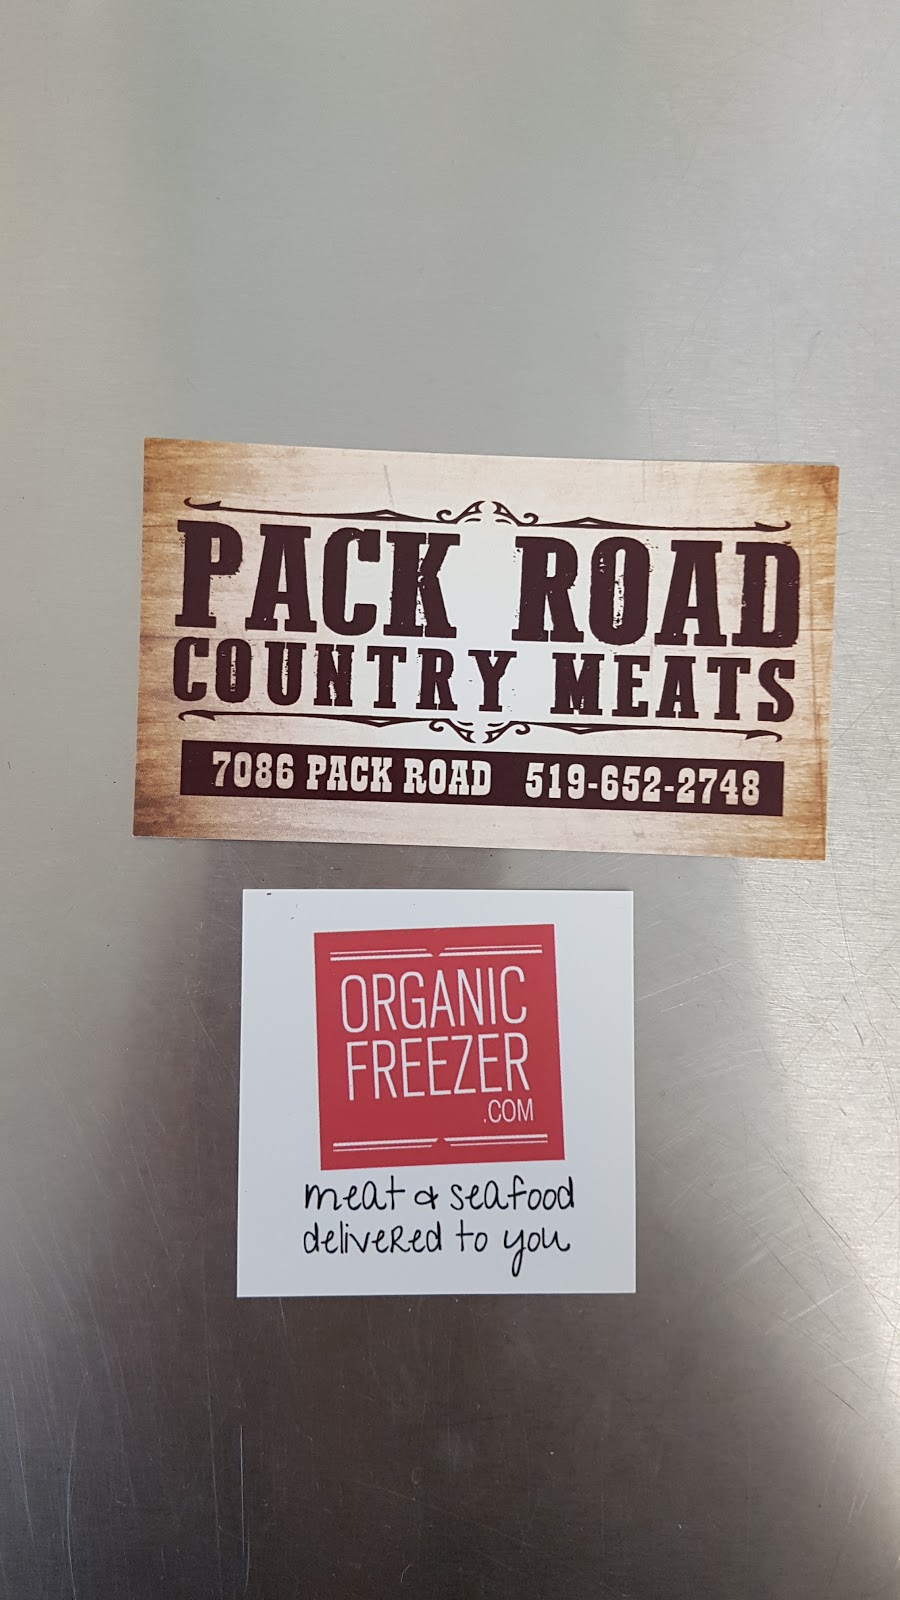 PACK ROAD
COUNTRY MEATS
7086 PACK ROAD 519-652-2748
ORGANIC
FREEZER
.COM
meat & seafood
delivered to you